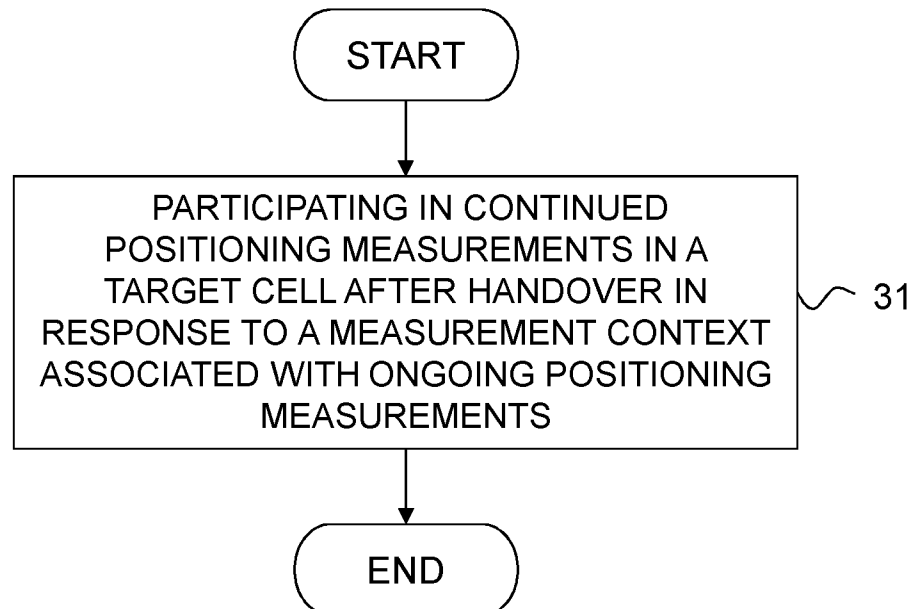 START
PARTICIPATING IN CONTINUED
POSITIONING MEASUREMENTS IN A
TARGET CELL AFTER HANDOVER IN
RESPONSE TO A MEASUREMENT CONTEXT
ASSOCIATED WITH ONGOING POSITIONING
MEASUREMENTS
31
END